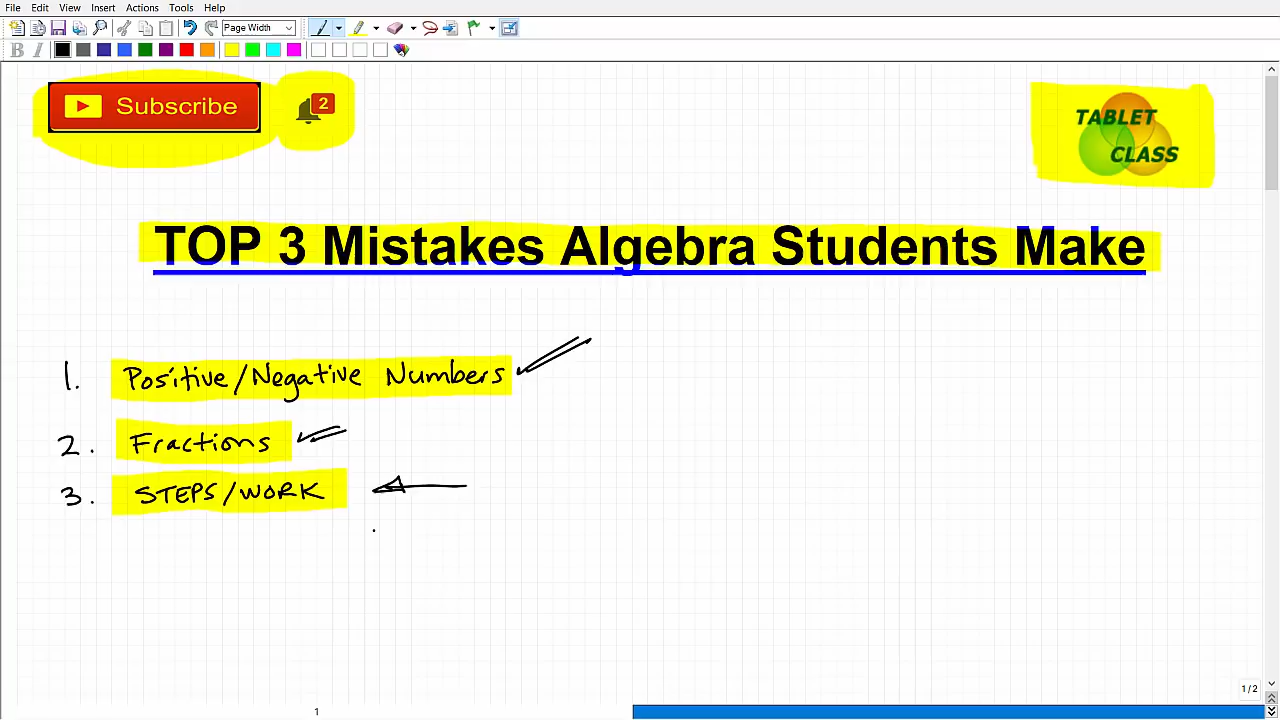 File Edit View Insert Actions Tools Help
Page Width
B I
Subscribe 2
TABLET
CLASS
TOP 3 Mistakes Algebra Students Make
1. Positive/Negative Numbers
2. Fractions
3. STEPS/WORK
1/2
1